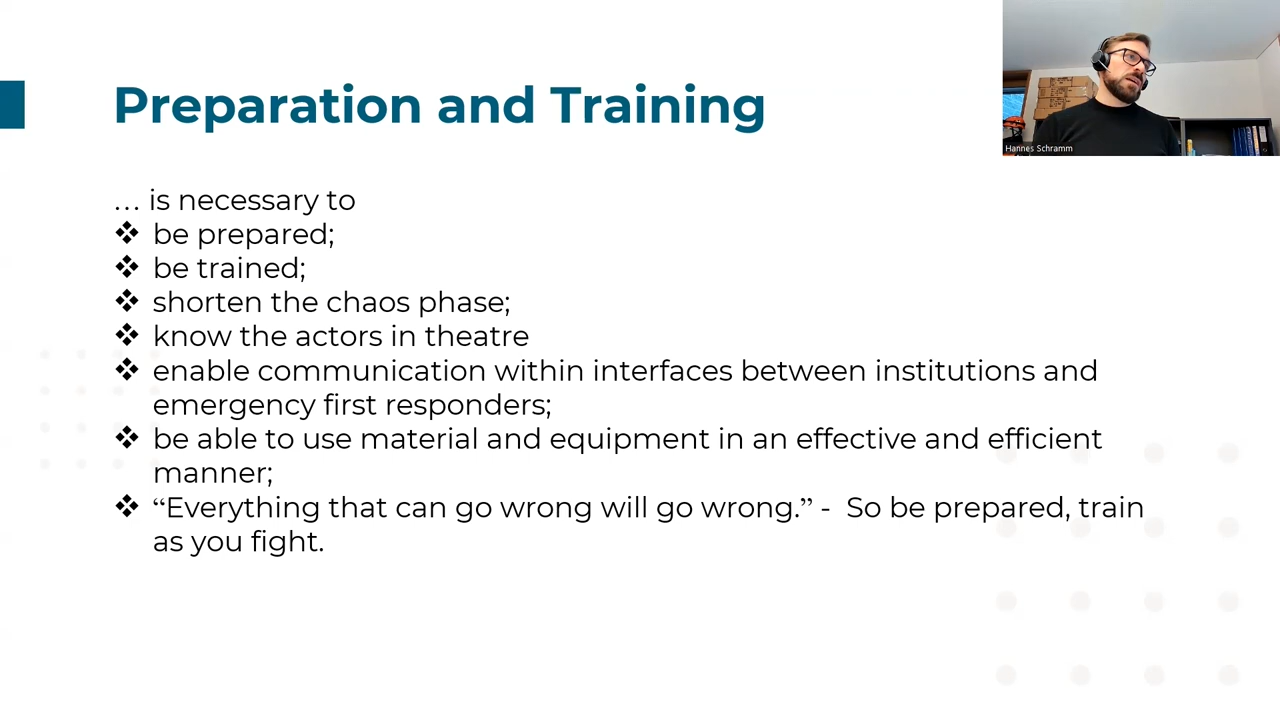 Preparation and Training
Hannes Schramm
… is necessary to
❖ be prepared;
❖ be trained;
❖ shorten the chaos phase;
❖ know the actors in theatre
❖ enable communication within interfaces between institutions and
emergency first responders;
❖ be able to use material and equipment in an effective and efficient
manner;
❖ “Everything that can go wrong will go wrong.” - So be prepared, train
as you fight.